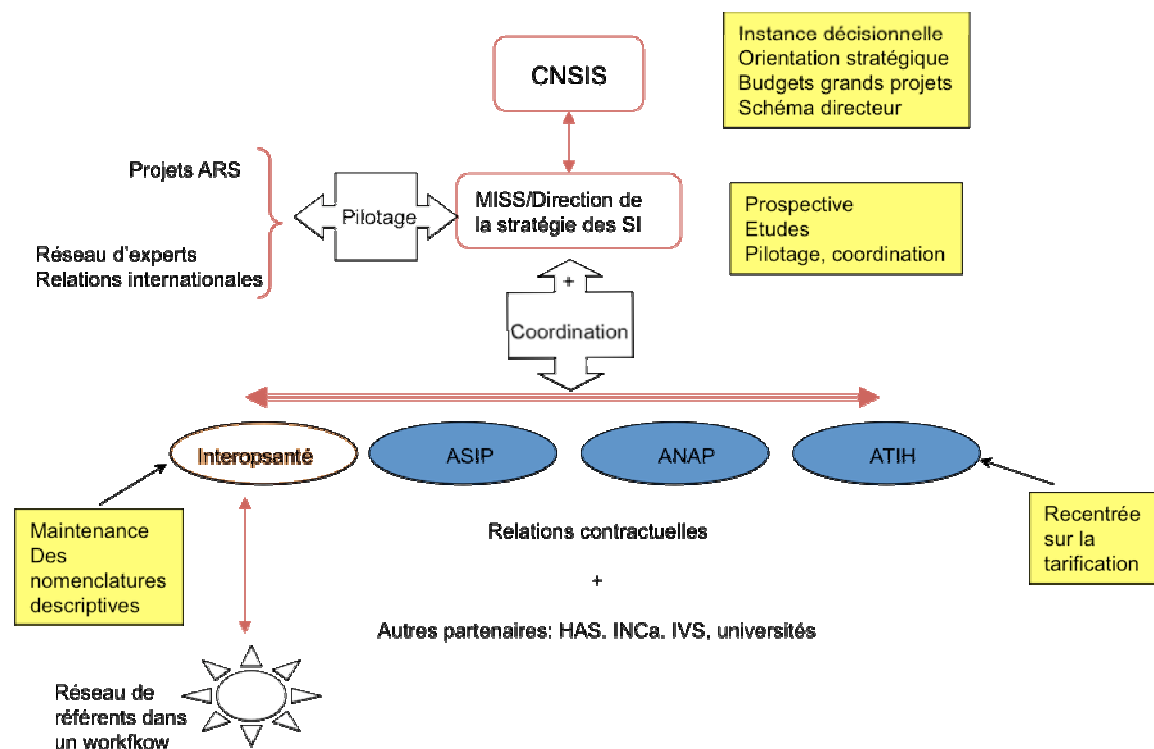 CNSIS
Instance décisionnelle
Orientation stratégique
Budgets grands projets
Schéma directeur
Projets ARS
Réseau d'experts
Relations internationales
Pilotage
MISS/Direction de
la stratégie des SI
Prospective
Etudes
Pilotage, coordination
+
Coordination
Interopsanté
ASIP
ANAP
ATIH
Maintenance
Des
nomenclatures
descriptives
Relations contractuelles
+
Autres partenaires: HAS. INCa. IVS, universités
Recentrée
sur la
tarification
Réseau de
référents dans
un workfkow